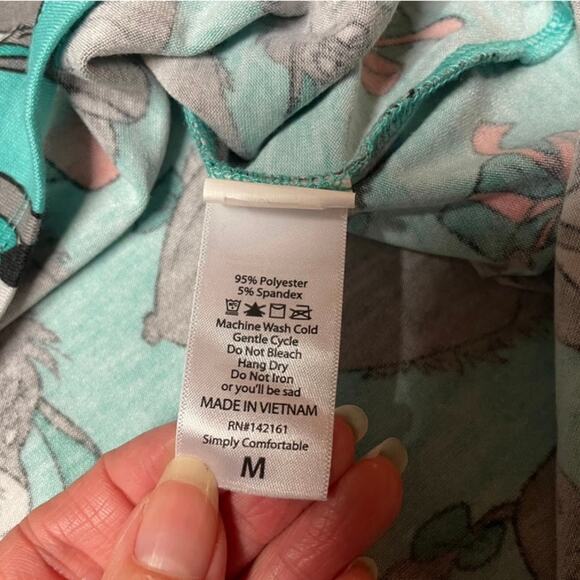 95% Polyester
5% Spandex
Machine Wash Cold
Gentle Cycle
Do Not Bleach
Hang Dry
Do Not Iron
or you'll be sad
MADE IN VIETNAM
RN#142161
Simply Comfortable
M